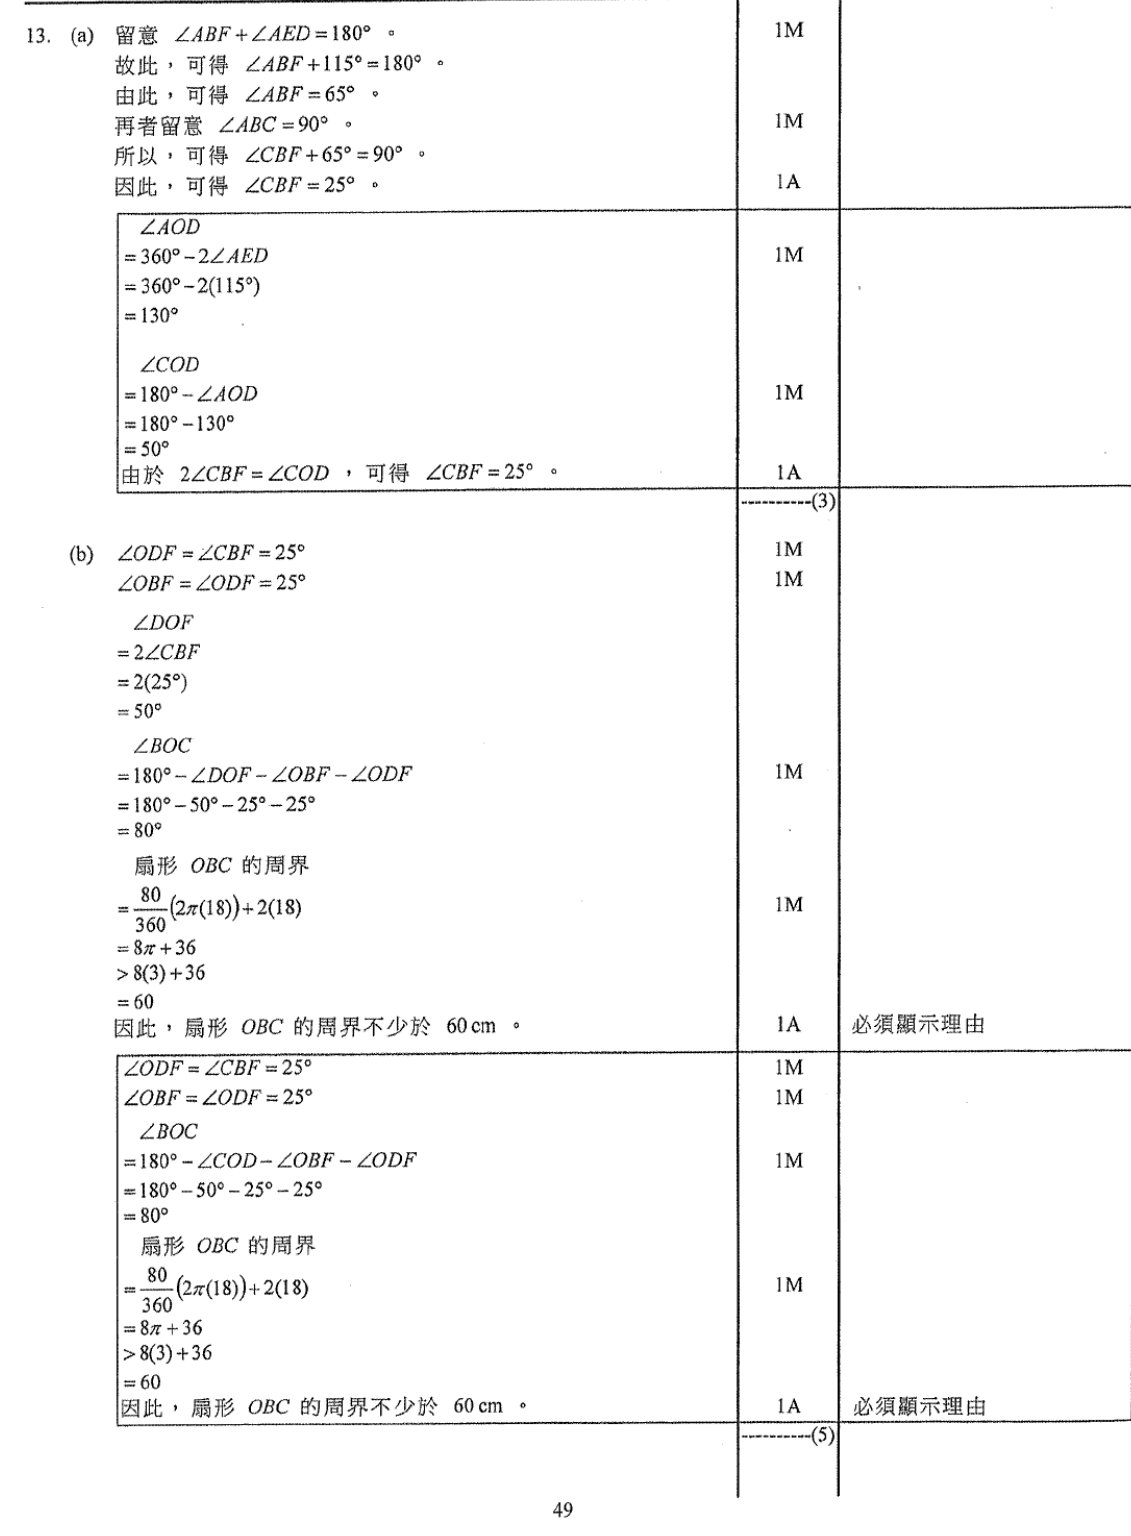 13. (a) 留意 ∠ABF + ∠AED = 180° 。 1M
故此，可得 ∠ABF + 115° = 180° 。
由此，可得 ∠ABF = 65° 。
再者留意 ∠ABC = 90° 。 1M
所以，可得 ∠CBF + 65° = 90° 。
因此，可得 ∠CBF = 25° 。 1A
∠AOD
= 360° − 2∠AED 1M
= 360° − 2(115°)
= 130°
∠COD
= 180° − ∠AOD 1M
= 180° − 130°
= 50°
由於 2∠CBF = ∠COD ，可得 ∠CBF = 25° 。 1A
----------(3)
(b) ∠ODF = ∠CBF = 25° 1M
∠OBF = ∠ODF = 25° 1M
∠DOF
= 2∠CBF
= 2(25°)
= 50°
∠BOC
= 180° − ∠DOF − ∠OBF − ∠ODF 1M
= 180° − 50° − 25° − 25°
= 80°
扇形 OBC 的周界
= 80/360 (2π(18)) + 2(18) 1M
= 8π + 36
> 8(3) + 36
= 60
因此，扇形 OBC 的周界不少於 60 cm 。 1A 必須顯示理由
∠ODF = ∠CBF = 25° 1M
∠OBF = ∠ODF = 25° 1M
∠BOC
= 180° − ∠COD − ∠OBF − ∠ODF 1M
= 180° − 50° − 25° − 25°
= 80°
扇形 OBC 的周界
= 80/360 (2π(18)) + 2(18) 1M
= 8π + 36
> 8(3) + 36
= 60
因此，扇形 OBC 的周界不少於 60 cm 。 1A 必須顯示理由
----------(5)
49